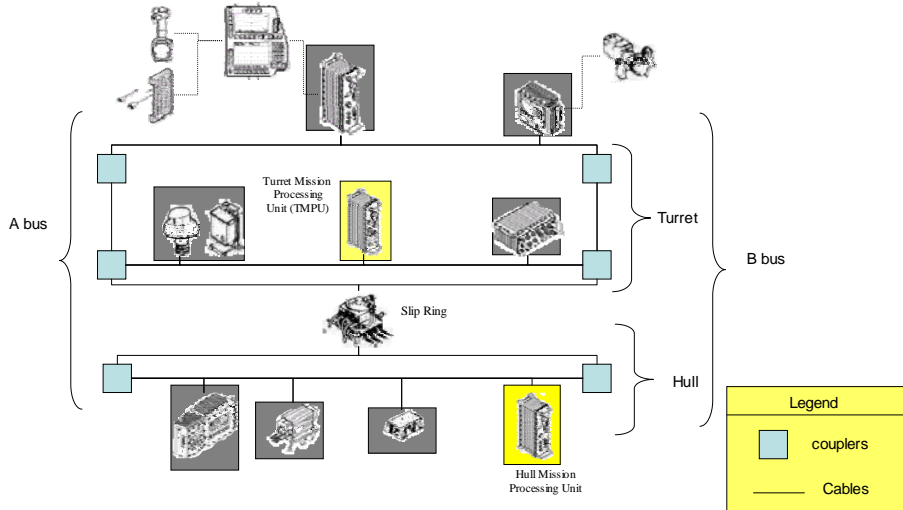 Turret Mission
Processing
Unit (TMPU)
A bus
Turret
B bus
Slip Ring
Hull
Hull Mission
Processing Unit
Legend
couplers
Cables